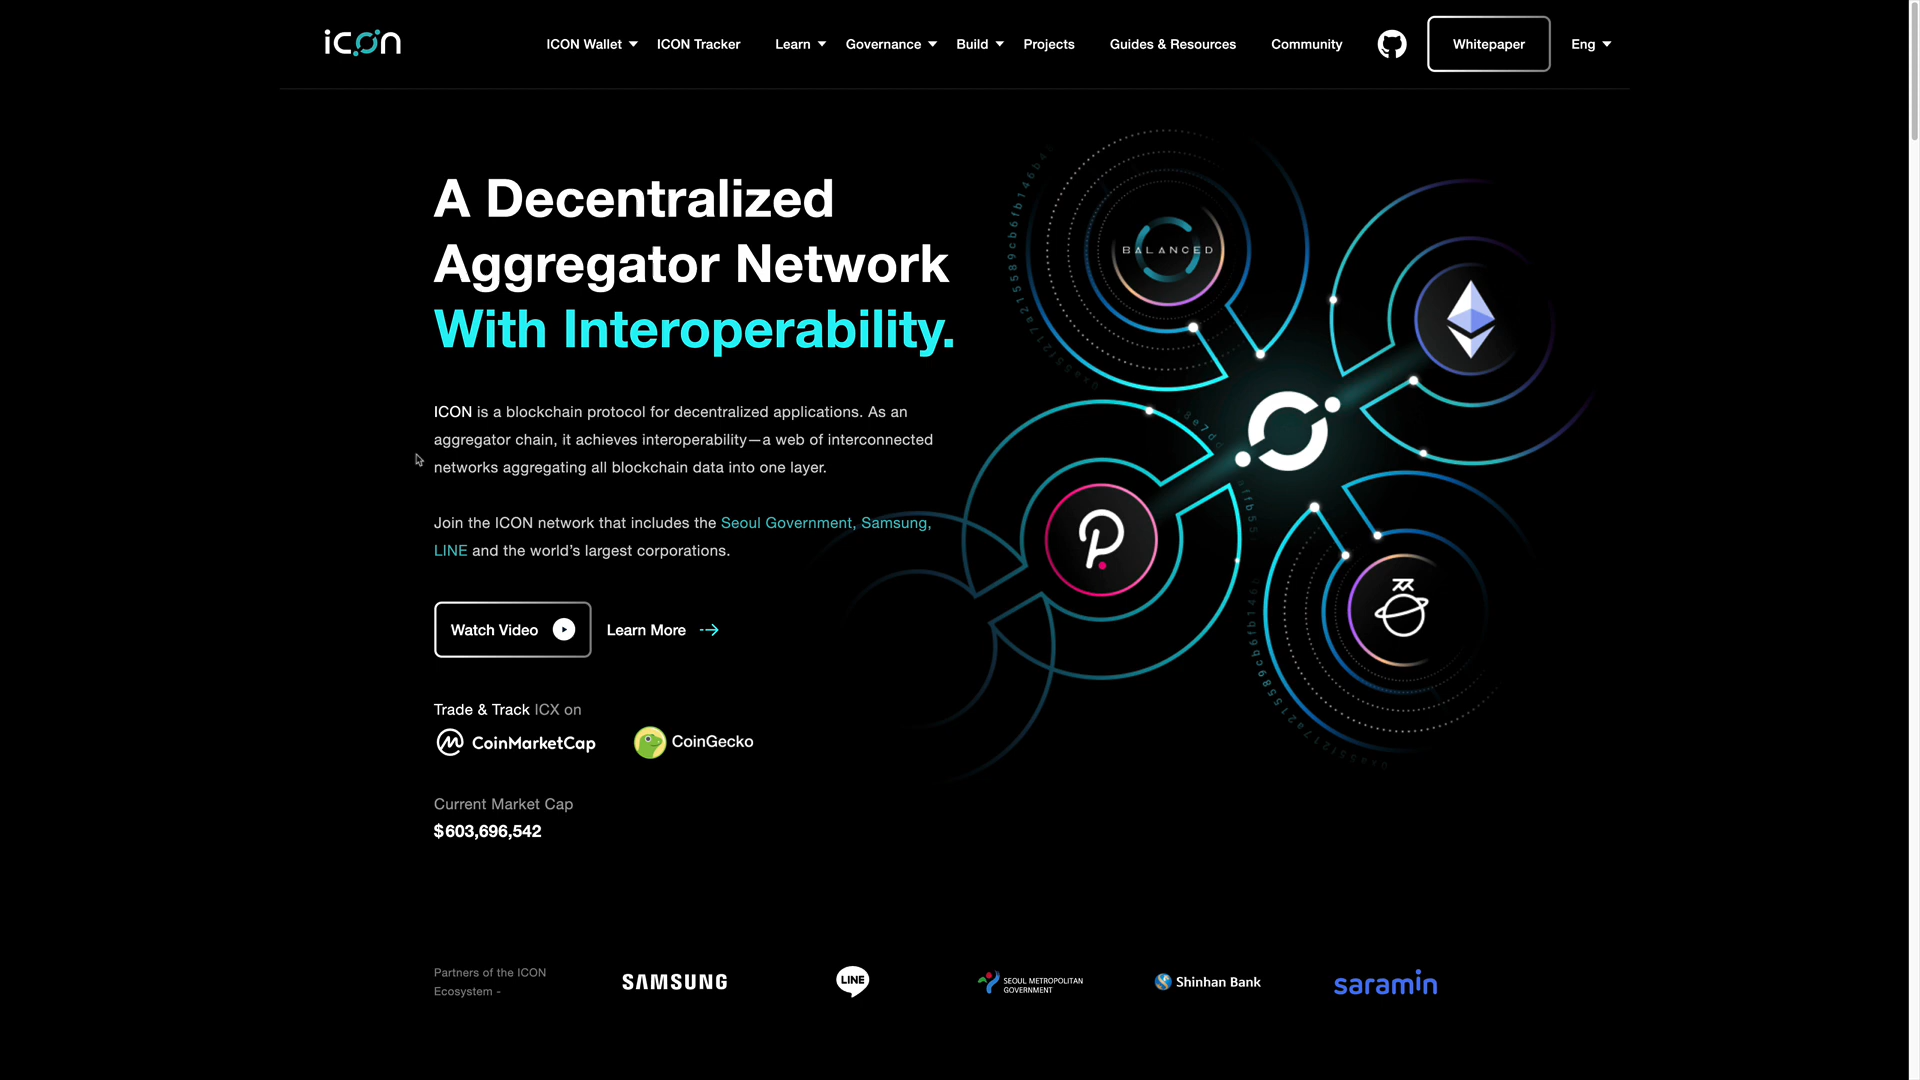 icon
ICON Wallet ICON Tracker Learn Governance Build Projects Guides & Resources Community Whitepaper Eng
A Decentralized
Aggregator Network
With Interoperability.
ICON is a blockchain protocol for decentralized applications. As an
aggregator chain, it achieves interoperability—a web of interconnected
networks aggregating all blockchain data into one layer.
Join the ICON network that includes the Seoul Government, Samsung,
LINE and the world's largest corporations.
Watch Video Learn More
Trade & Track ICX on
CoinMarketCap CoinGecko
Current Market Cap
$603,696,542
BALANCED
Partners of the ICON
Ecosystem -
SAMSUNG
LINE
SEOUL METROPOLITAN
GOVERNMENT
Shinhan Bank
saramin